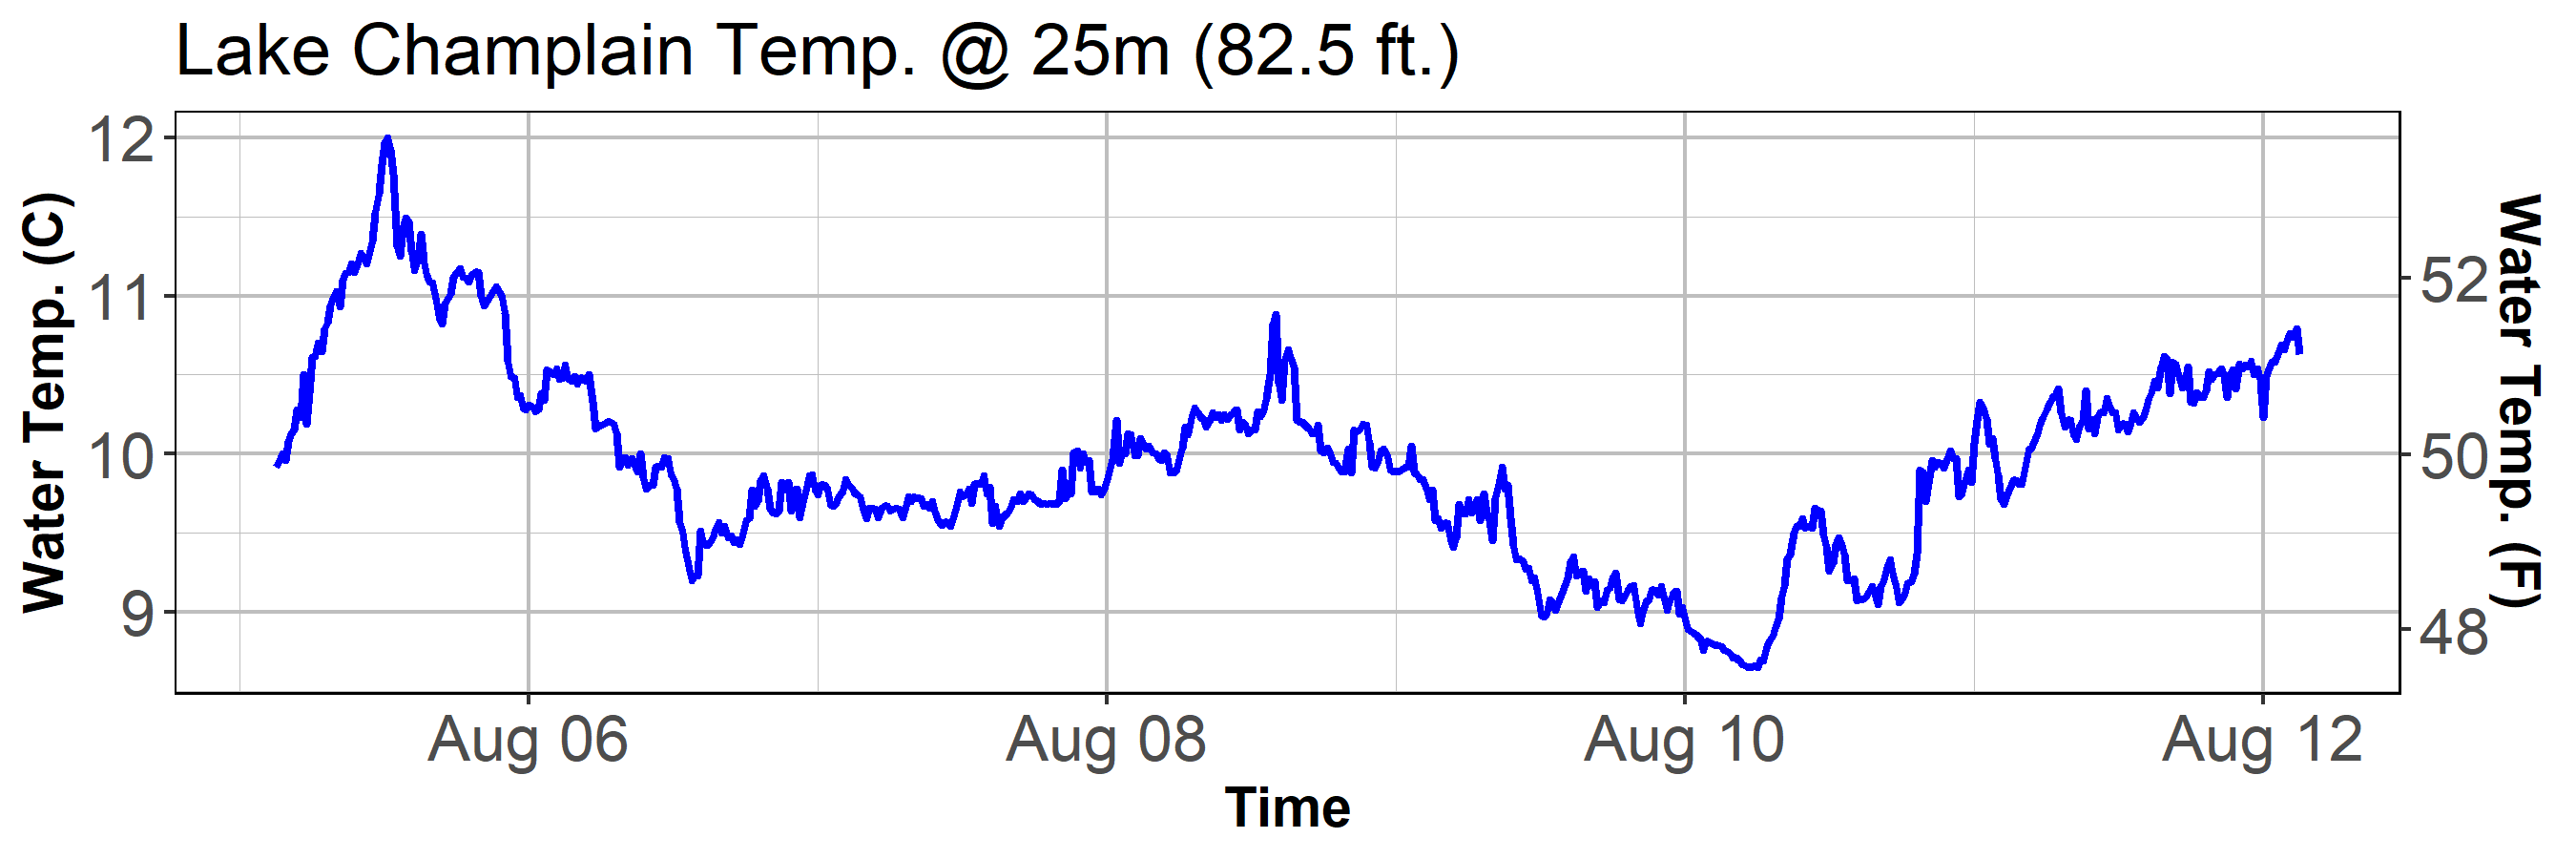 Lake Champlain Temp. @ 25m (82.5 ft.)
Water Temp. (C)
12
11
10
9
52
50
48
Water Temp. (F)
Aug 06
Aug 08
Aug 10
Aug 12
Time